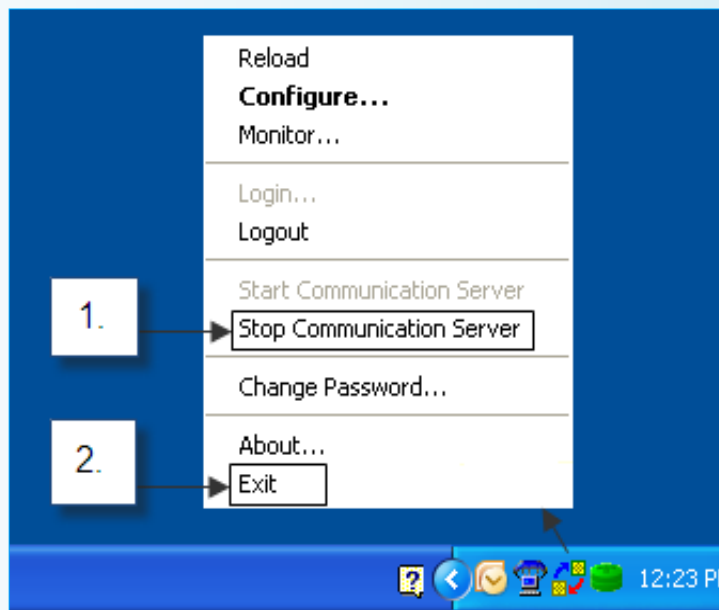 Reload
Configure...
Monitor...
Login...
Logout
Start Communication Server
1.
Stop Communication Server
Change Password...
About...
2.
Exit
?
12:23 P